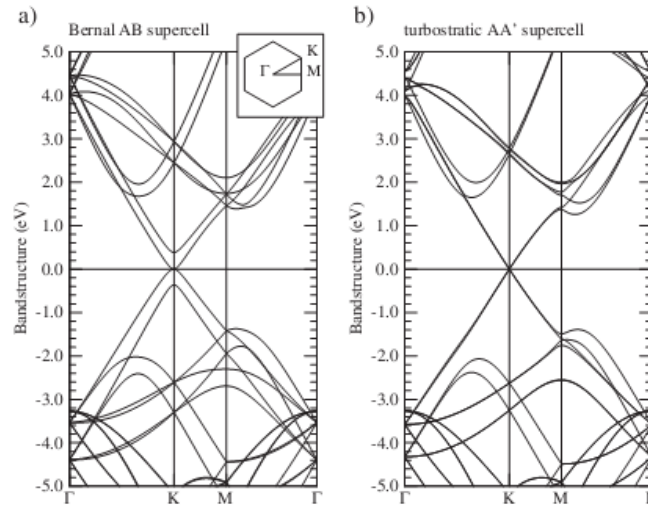 a) Bernal AB supercell
K
Γ M
Bandstructure (eV)
5.0
4.0
3.0
2.0
1.0
0.0
-1.0
-2.0
-3.0
-4.0
-5.0
Γ K M Γ
b) turbostratic AA' supercell
Bandstructure (eV)
5.0
4.0
3.0
2.0
1.0
0.0
-1.0
-2.0
-3.0
-4.0
-5.0
Γ K M Γ